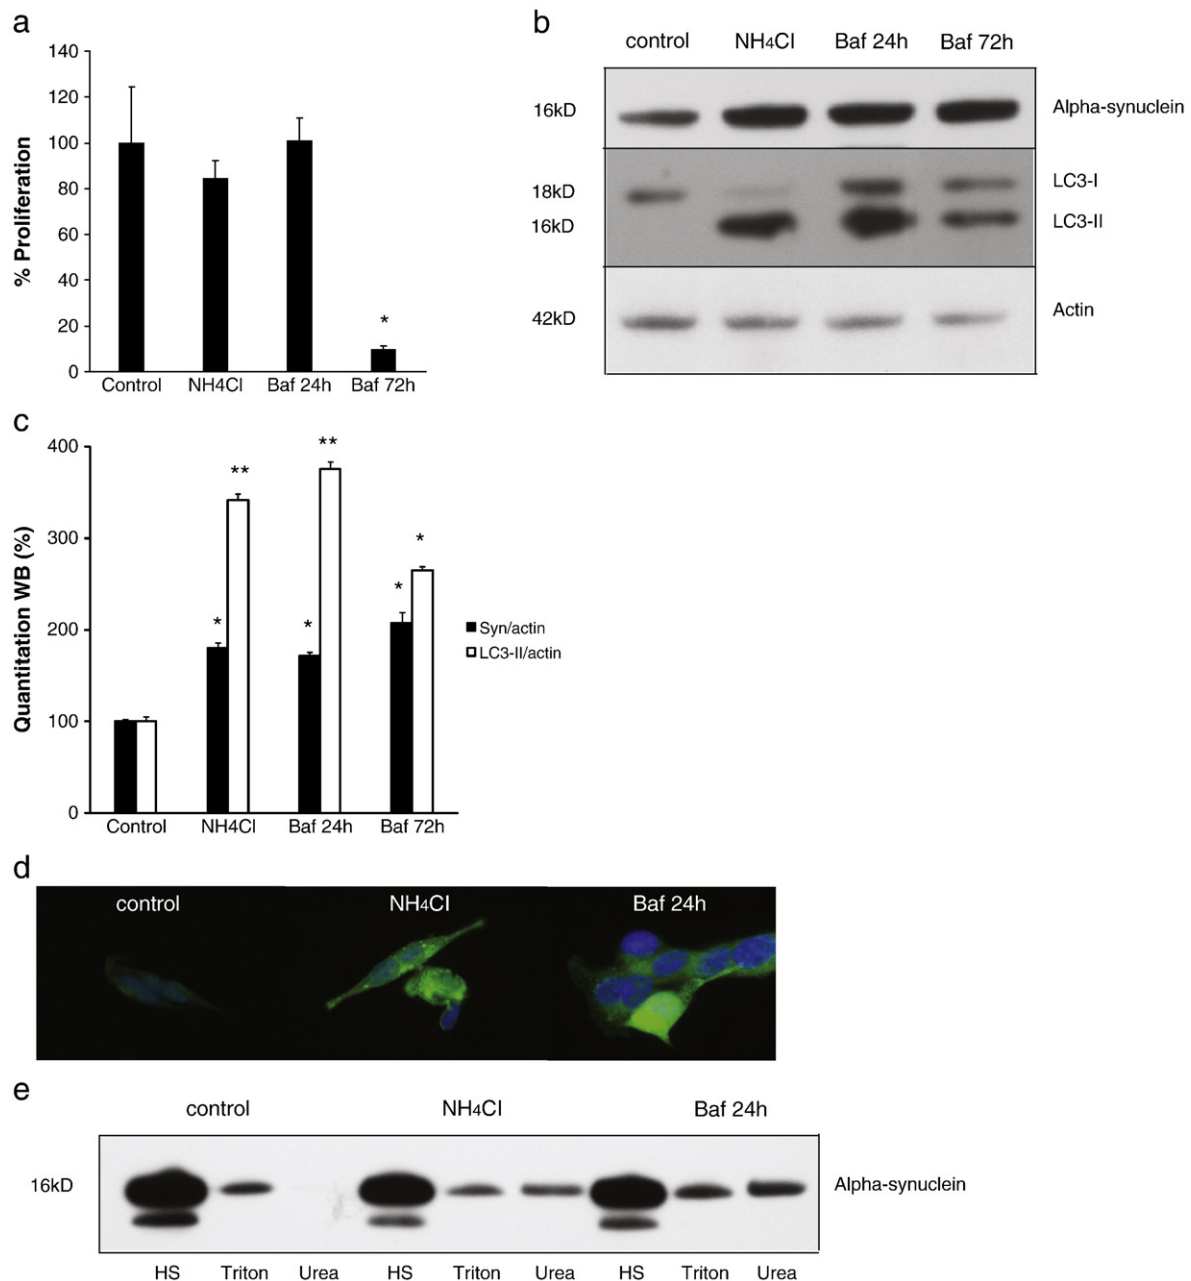 a
140
120
100
80
60
40
20
0
% Proliferation
*
Control NH4Cl Baf 24h Baf 72h
b
control NH4Cl Baf 24h Baf 72h
16kD Alpha-synuclein
18kD LC3-I
16kD LC3-II
42kD Actin
c
400
300
200
100
0
Quantitation WB (%)
* ** * ** * *
Syn/actin
LC3-II/actin
Control NH4Cl Baf 24h Baf 72h
d
control NH4Cl Baf 24h
e
control NH4Cl Baf 24h
16kD Alpha-synuclein
HS Triton Urea HS Triton Urea HS Triton Urea